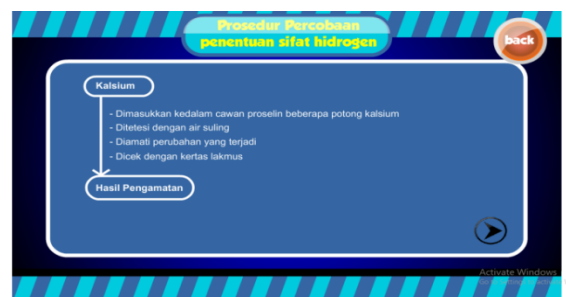 Prosedur Percobaan
penentuan sifat hidrogen
back
Kalsium
- Dimasukkan kedalam cawan proselin beberapa potong kalsium
- Ditetesi dengan air suling
- Diamati perubahan yang terjadi
- Dicek dengan kertas lakmus
Hasil Pengamatan
Activate Windows